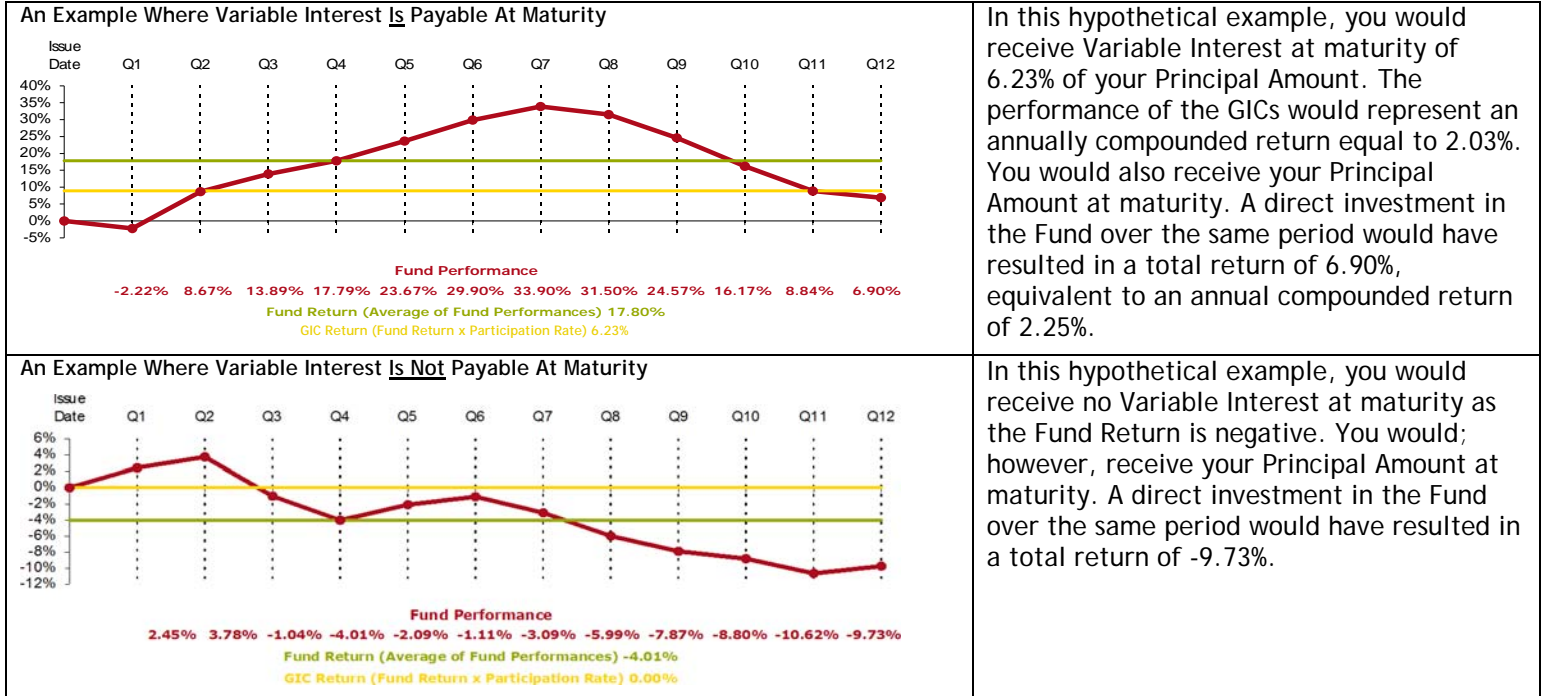 An Example Where Variable Interest Is Payable At Maturity
Issue
Date Q1 Q2 Q3 Q4 Q5 Q6 Q7 Q8 Q9 Q10 Q11 Q12
40%
35%
30%
25%
20%
15%
10%
5%
0%
-5%
Fund Performance
-2.22% 8.67% 13.89% 17.79% 23.67% 29.90% 33.90% 31.50% 24.57% 16.17% 8.84% 6.90%
Fund Return (Average of Fund Performances) 17.80%
GIC Return (Fund Return x Participation Rate) 6.23%
In this hypothetical example, you would
receive Variable Interest at maturity of
6.23% of your Principal Amount. The
performance of the GICs would represent an
annually compounded return equal to 2.03%.
You would also receive your Principal
Amount at maturity. A direct investment in
the Fund over the same period would have
resulted in a total return of 6.90%,
equivalent to an annual compounded return
of 2.25%.
An Example Where Variable Interest Is Not Payable At Maturity
Issue
Date Q1 Q2 Q3 Q4 Q5 Q6 Q7 Q8 Q9 Q10 Q11 Q12
6%
4%
2%
0%
-2%
-4%
-6%
-8%
-10%
-12%
Fund Performance
2.45% 3.78% -1.04% -4.01% -2.09% -1.11% -3.09% -5.99% -7.87% -8.80% -10.62% -9.73%
Fund Return (Average of Fund Performances) -4.01%
GIC Return (Fund Return x Participation Rate) 0.00%
In this hypothetical example, you would
receive no Variable Interest at maturity as
the Fund Return is negative. You would;
however, receive your Principal Amount at
maturity. A direct investment in the Fund
over the same period would have resulted in
a total return of -9.73%.